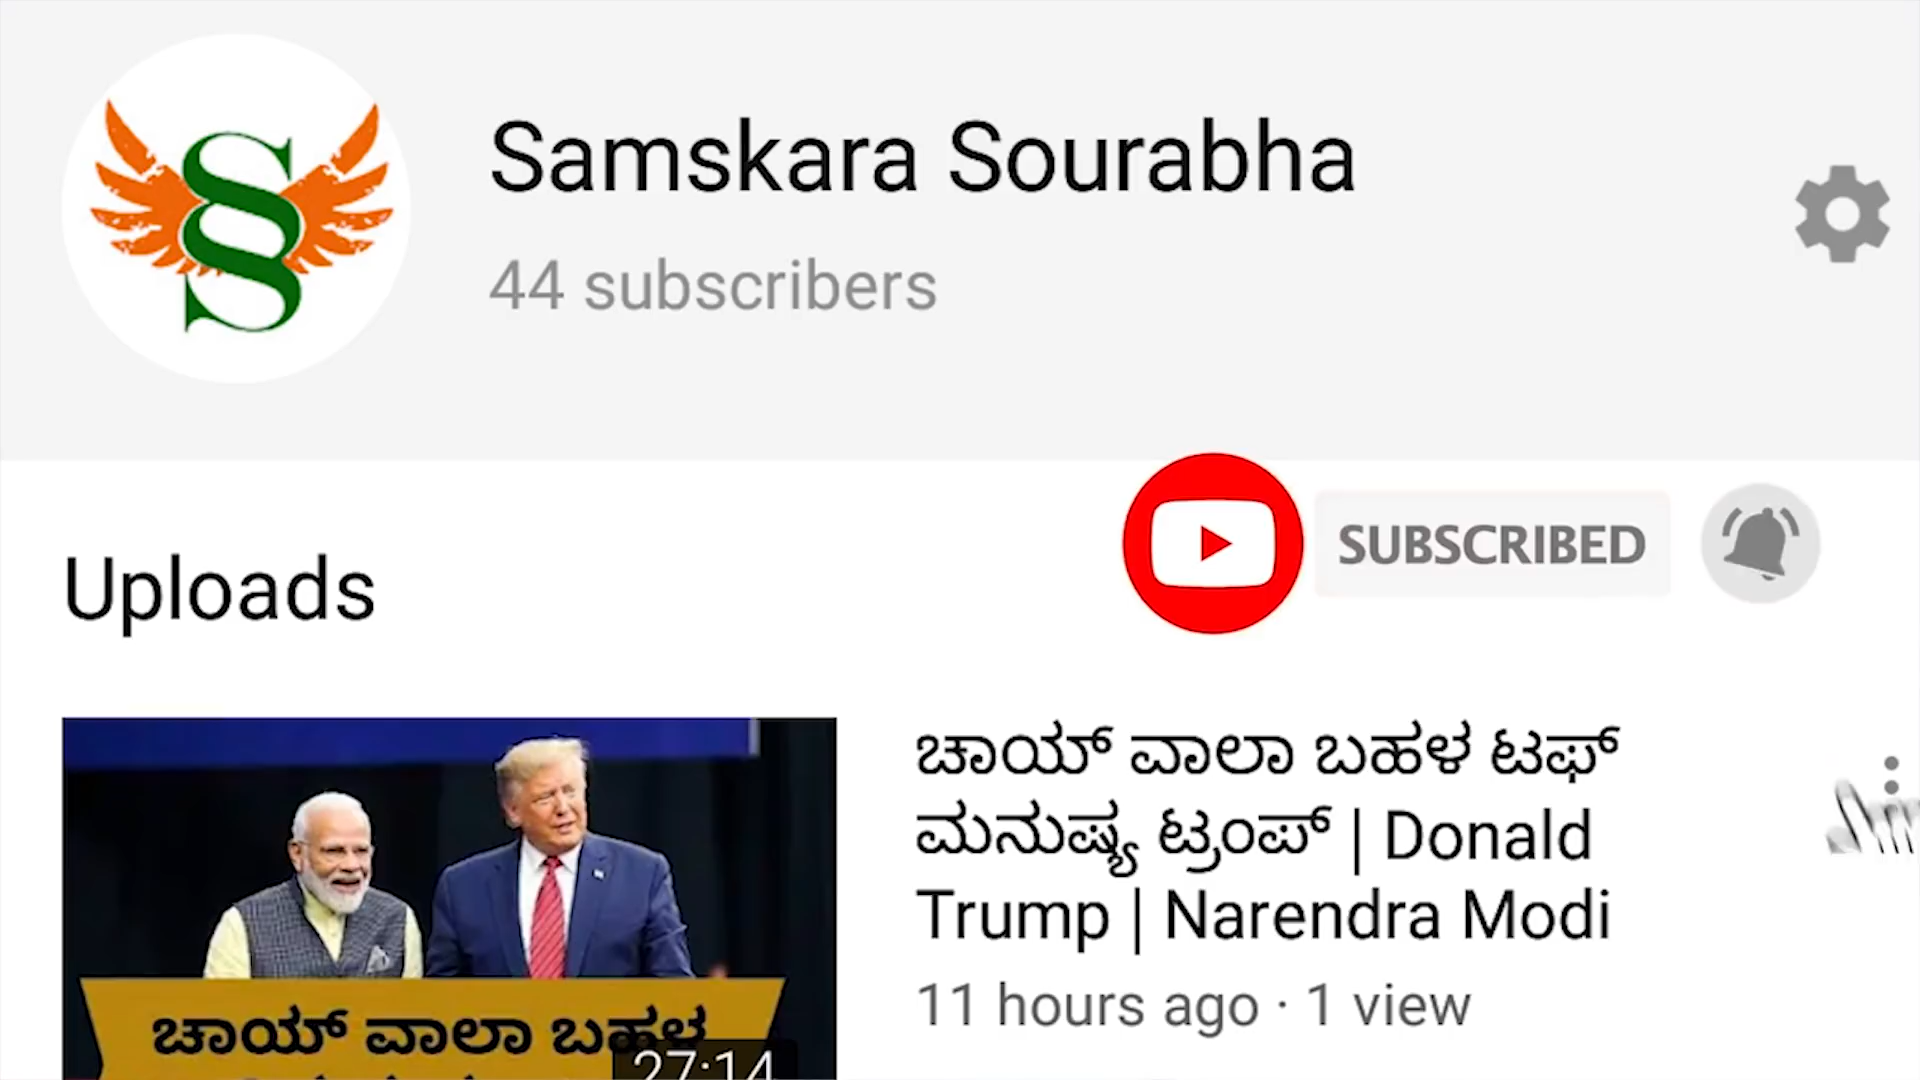 Samskara Sourabha
44 subscribers
SUBSCRIBED
Uploads
ಚಾಯ್ ವಾಲಾ ಬಹಳ ಟಫ್
ಮನುಷ್ಯ ಟ್ರಂಪ್ | Donald
Trump | Narendra Modi
11 hours ago · 1 view
ಚಾಯ್ ವಾಲಾ ಬಹಳ
27:14